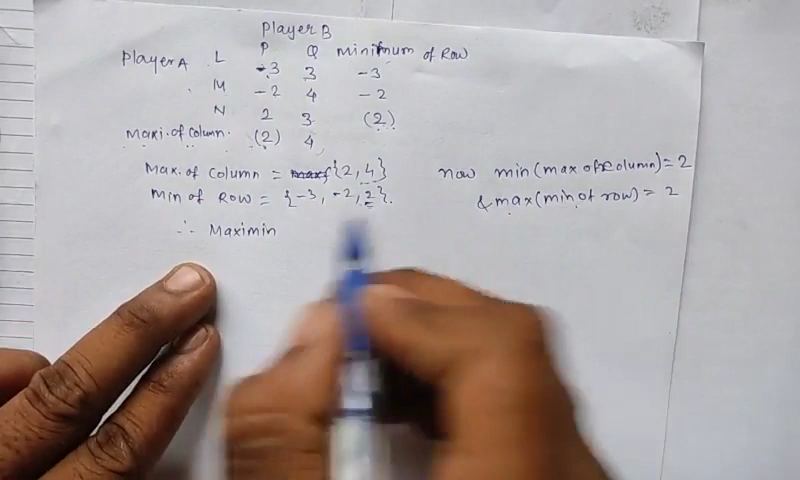 Player B
Player A L P Q Minimum of Row
-3 3 -3
M -2 4 -2
N 2 3 (2)
Maxi. of Column. (2) 4
Max. of Column = {2, 4}
Min of Row = {-3, -2, 2}.
now min(max of column) = 2
& max(min of row) = 2
∴ Maximin